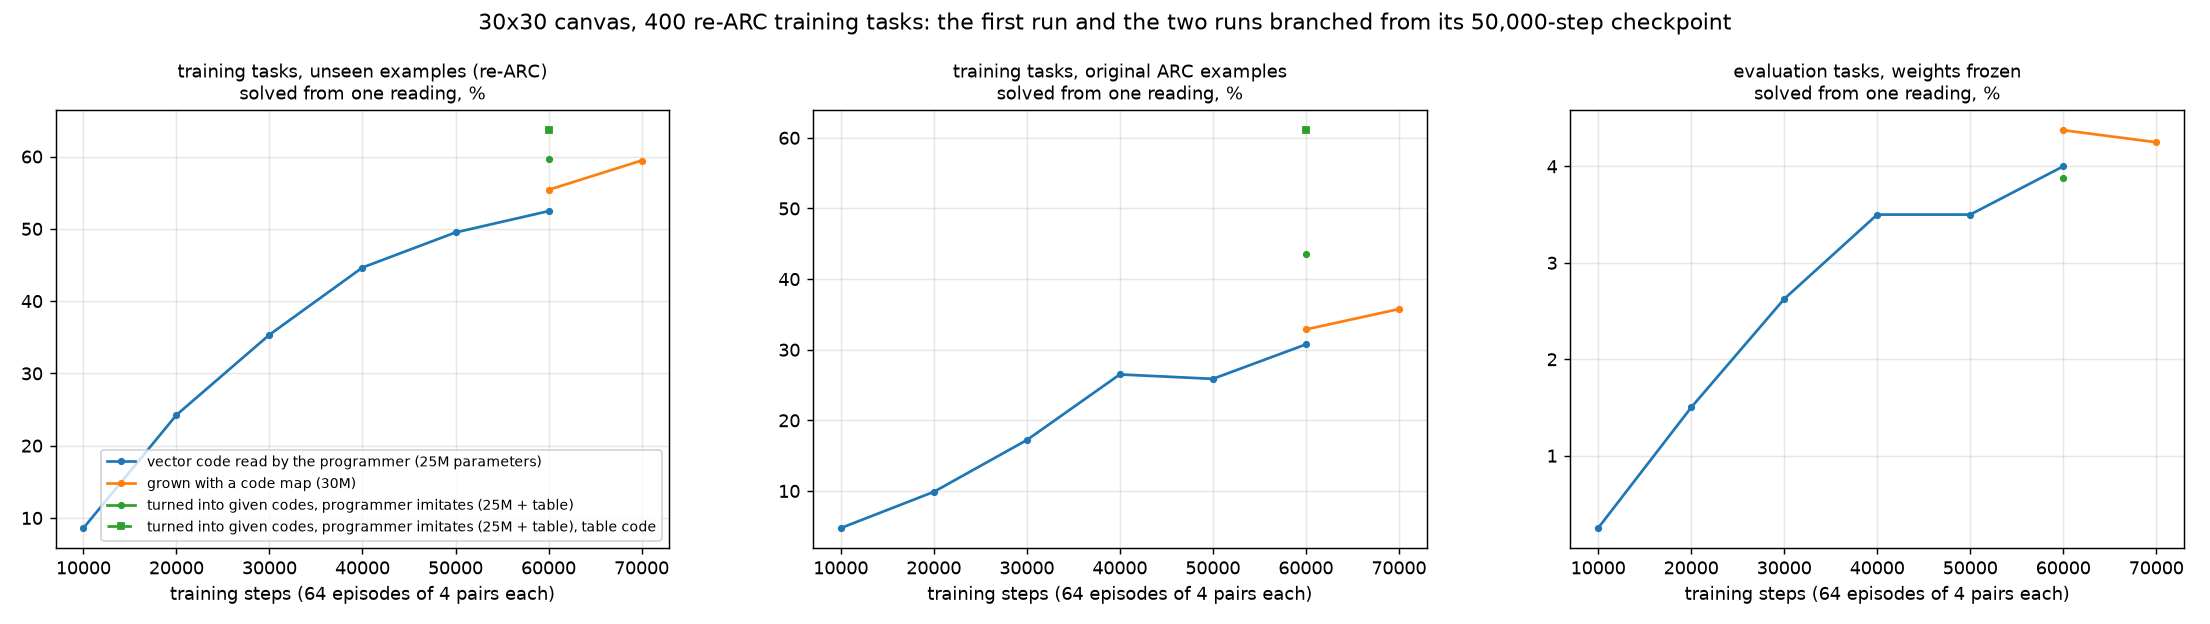 30x30 canvas, 400 re-ARC training tasks: the first run and the two runs branched from its 50,000-step checkpoint
training tasks, unseen examples (re-ARC)
solved from one reading, %
60
50
40
30
20
10
vector code read by the programmer (25M parameters)
grown with a code map (30M)
turned into given codes, programmer imitates (25M + table)
turned into given codes, programmer imitates (25M + table), table code
10000 20000 30000 40000 50000 60000 70000
training steps (64 episodes of 4 pairs each)
training tasks, original ARC examples
solved from one reading, %
60
50
40
30
20
10
10000 20000 30000 40000 50000 60000 70000
training steps (64 episodes of 4 pairs each)
evaluation tasks, weights frozen
solved from one reading, %
4
3
2
1
10000 20000 30000 40000 50000 60000 70000
training steps (64 episodes of 4 pairs each)